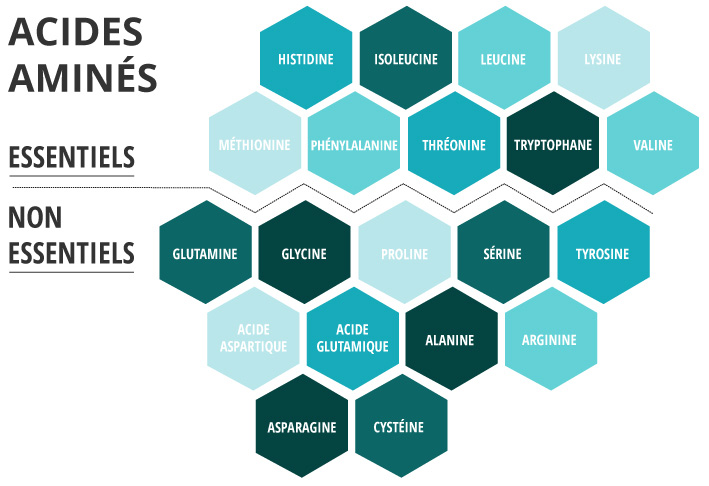 ACIDES
AMINÉS
HISTIDINE
ISOLEUCINE
LEUCINE
LYSINE
ESSENTIELS
MÉTHIONINE
PHÉNYLALANINE
THRÉONINE
TRYPTOPHANE
VALINE
NON
ESSENTIELS
GLUTAMINE
GLYCINE
PROLINE
SÉRINE
TYROSINE
ACIDE
ASPARTIQUE
ACIDE
GLUTAMIQUE
ALANINE
ARGININE
ASPARAGINE
CYSTÉINE